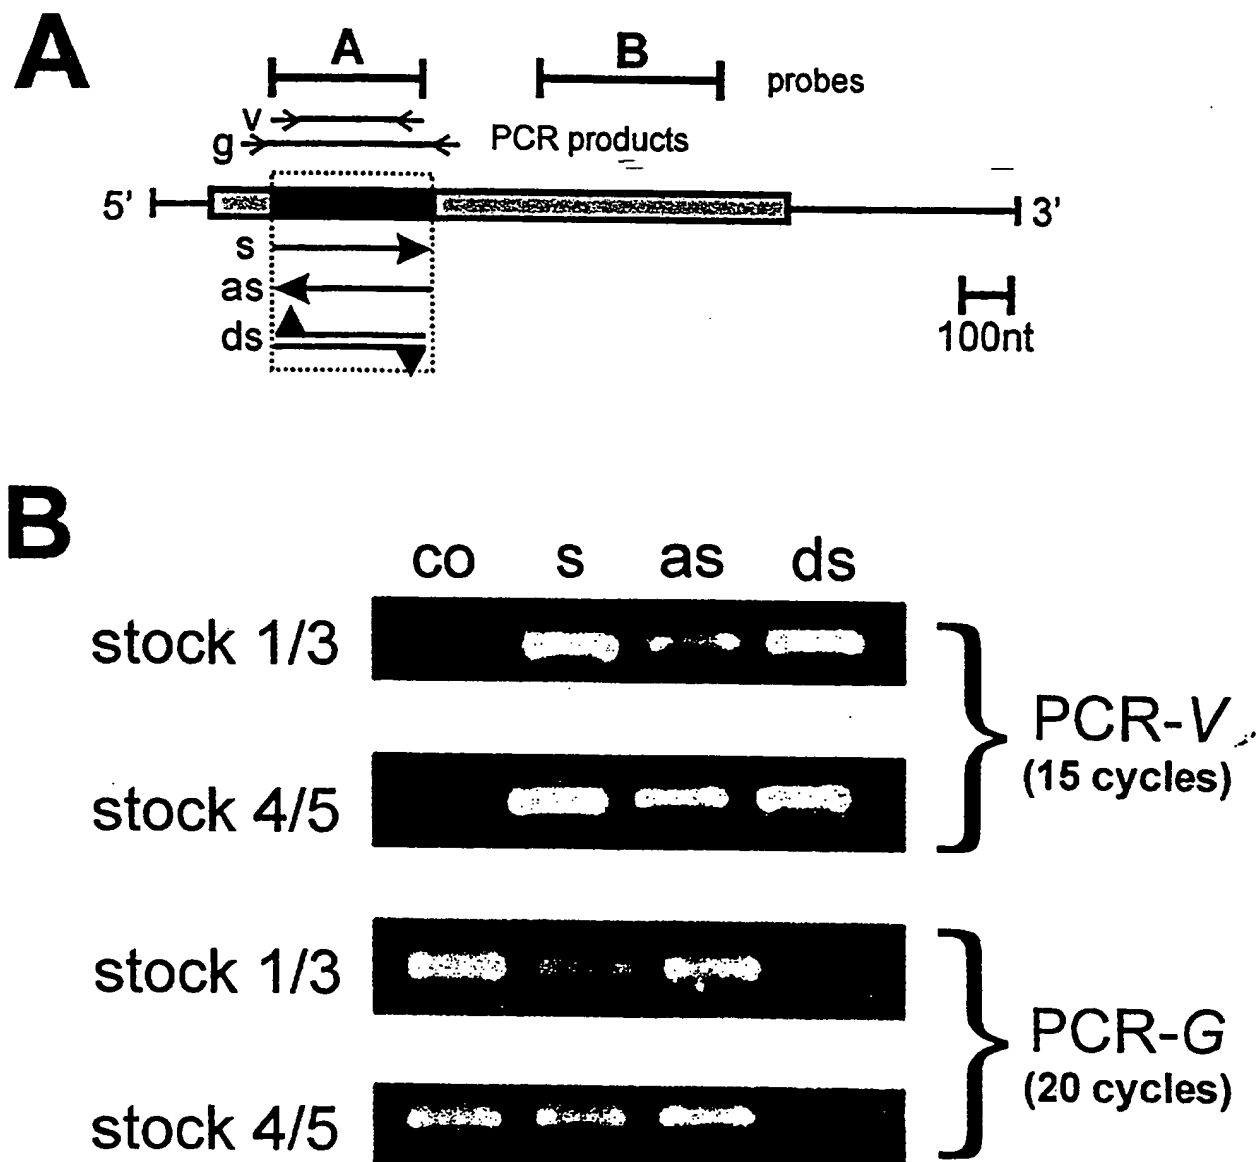 A
A B probes
v
g PCR products
5' 3'
s
as
ds
100nt
B
co s as ds
stock 1/3
PCR-V
(15 cycles)
stock 4/5
stock 1/3
PCR-G
(20 cycles)
stock 4/5